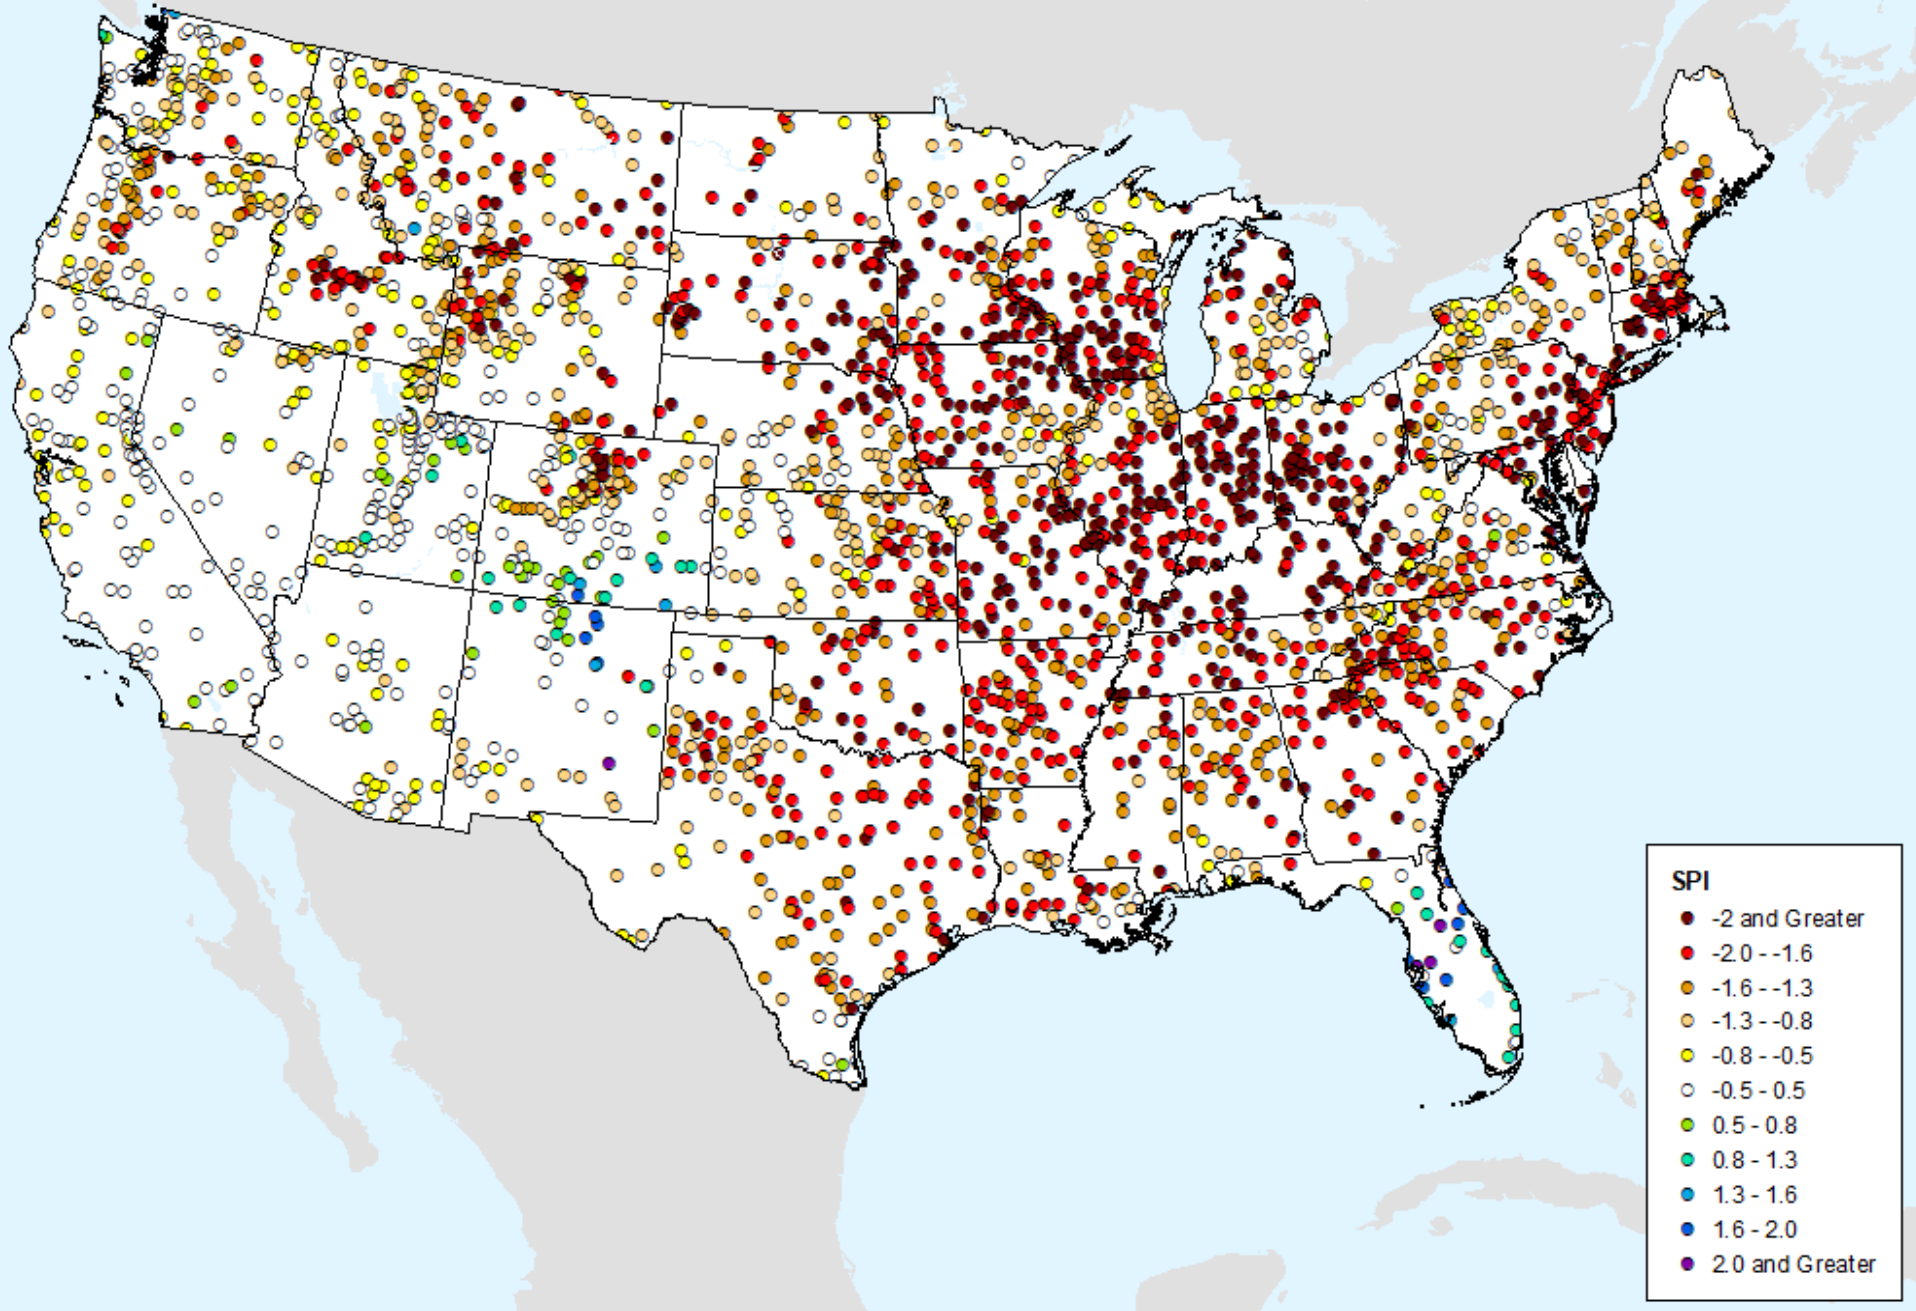 SPI
-2 and Greater
-2.0 - -1.6
-1.6 - -1.3
-1.3 - -0.8
-0.8 - -0.5
-0.5 - 0.5
0.5 - 0.8
0.8 - 1.3
1.3 - 1.6
1.6 - 2.0
2.0 and Greater